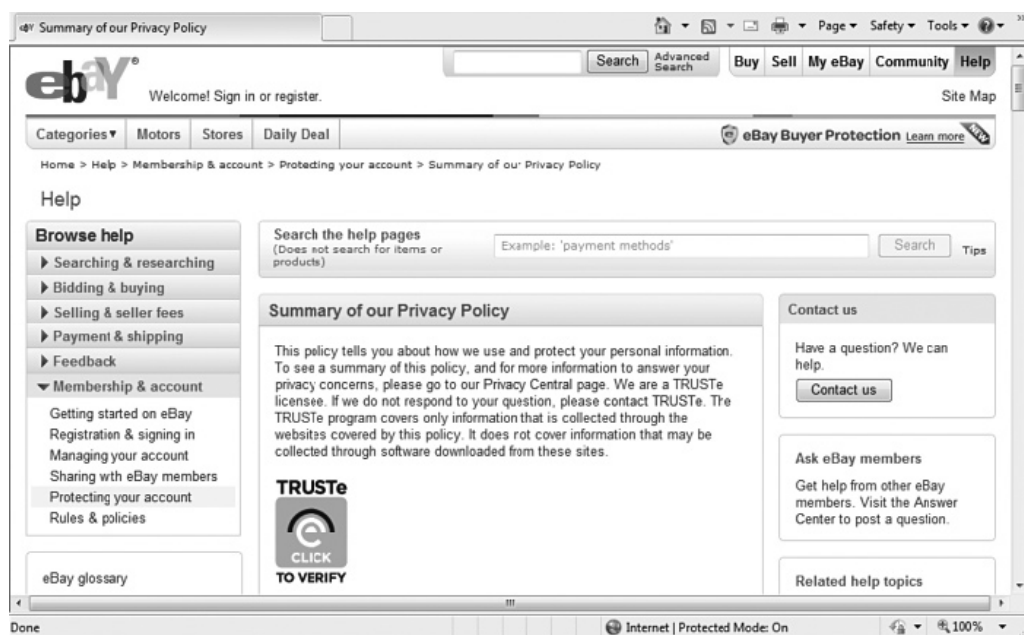 Summary of our Privacy Policy
Page Safety Tools
ebaY®
Welcome! Sign in or register.
Search Advanced Search
Buy Sell My eBay Community Help
Site Map
Categories Motors Stores Daily Deal
eBay Buyer Protection Learn more NEW
Home > Help > Membership & account > Protecting your account > Summary of our Privacy Policy
Help
Browse help
Searching & researching
Bidding & buying
Selling & seller fees
Payment & shipping
Feedback
Membership & account
Getting started on eBay
Registration & signing in
Managing your account
Sharing wth eBay members
Protecting your account
Rules & policies
eBay glossary
Search the help pages
(Does not search for items or
products)
Example: 'payment methods'
Search
Tips
Summary of our Privacy Policy
This policy tells you about how we use and protect your personal information.
To see a summary of this policy, and for more information to answer your
privacy concerns, please go to our Privacy Central page. We are a TRUSTe
licensee. If we do not respond to your question, please contact TRUSTe. The
TRUSTe program covers only information that is collected through the
websites covered by this policy. It does not cover information that may be
collected through software downloaded from these sites.
TRUSTe
CLICK
TO VERIFY
Contact us
Have a question? We can
help.
Contact us
Ask eBay members
Get help from other eBay
members. Visit the Answer
Center to post a question.
Related help topics
Done
Internet | Protected Mode: On
100%